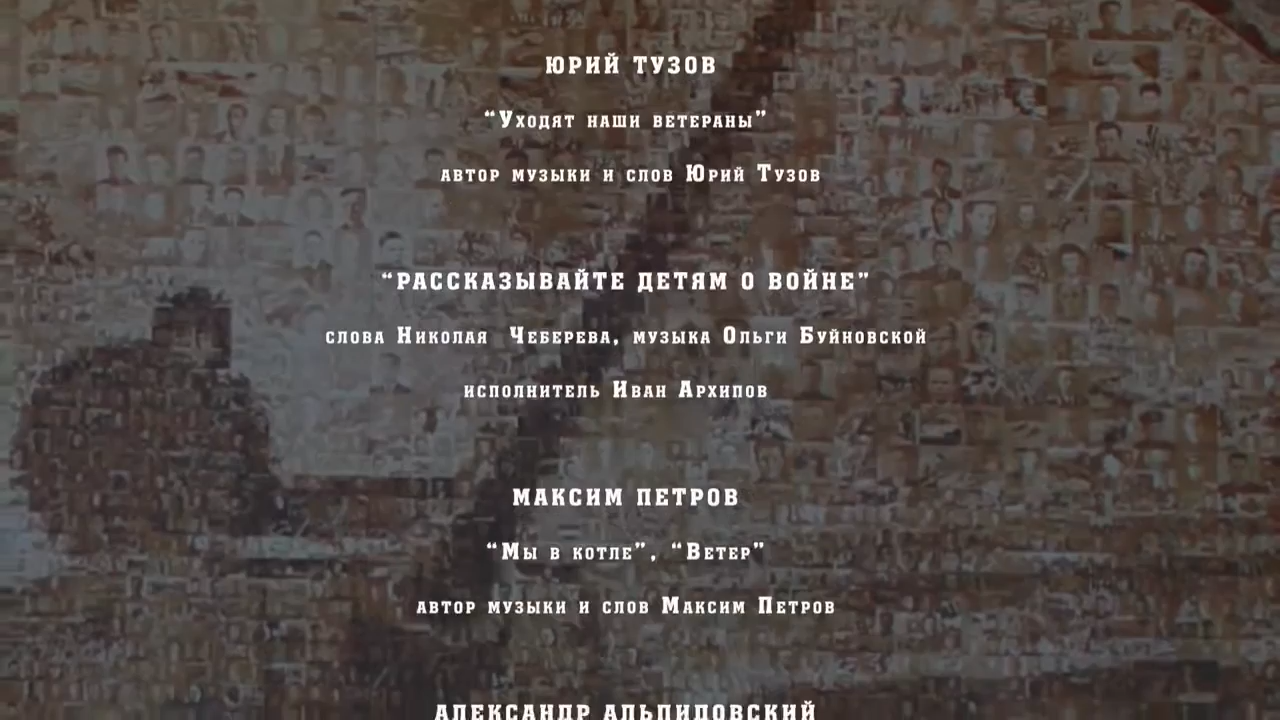 ЮРИЙ ТУЗОВ
“Уходят наши ветераны”
автор музыки и слов Юрий Тузов
“РАССКАЗЫВАЙТЕ ДЕТЯМ О ВОЙНЕ”
слова Николая Чеберева, музыка Ольги Буйновской
исполнитель Иван Архипов
МАКСИМ ПЕТРОВ
“Мы в котле”, “Ветер”
автор музыки и слов Максим Петров
АЛЕКСАНДР АЛЬПИДОВСКИЙ